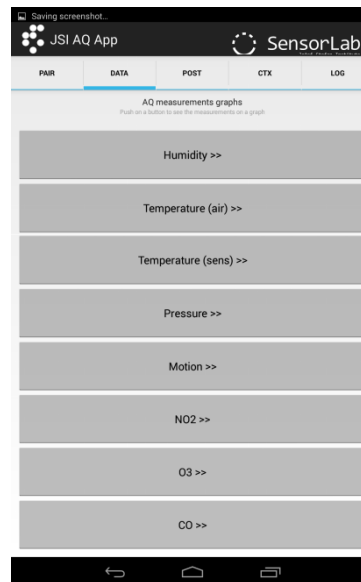 Saving screenshot...
JSI AQ App
SensorLab
PAIR DATA POST CTX LOG
AQ measurements graphs
Push on a button to see the measurements on a graph
Humidity >>
Temperature (air) >>
Temperature (sens) >>
Pressure >>
Motion >>
NO2 >>
O3 >>
CO >>